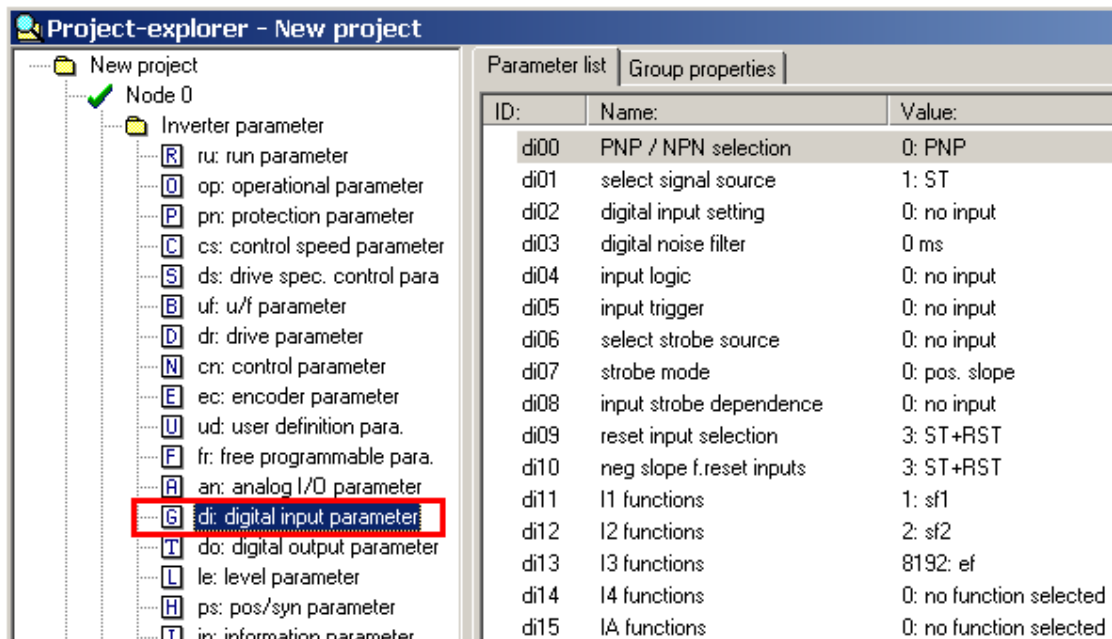 Project-explorer - New project
New project
Node 0
Inverter parameter
R ru: run parameter
O op: operational parameter
P pn: protection parameter
C cs: control speed parameter
S ds: drive spec. control para
B uf: u/f parameter
D dr: drive parameter
N cn: control parameter
E ec: encoder parameter
U ud: user definition para.
F fr: free programmable para.
A an: analog I/O parameter
G di: digital input parameter
T do: digital output parameter
L le: level parameter
H ps: pos/syn parameter
I in: information parameter
Parameter list Group properties
ID: Name: Value:
di00 PNP / NPN selection 0: PNP
di01 select signal source 1: ST
di02 digital input setting 0: no input
di03 digital noise filter 0 ms
di04 input logic 0: no input
di05 input trigger 0: no input
di06 select strobe source 0: no input
di07 strobe mode 0: pos. slope
di08 input strobe dependence 0: no input
di09 reset input selection 3: ST+RST
di10 neg slope f.reset inputs 3: ST+RST
di11 I1 functions 1: sf1
di12 I2 functions 2: sf2
di13 I3 functions 8192: ef
di14 I4 functions 0: no function selected
di15 IA functions 0: no function selected